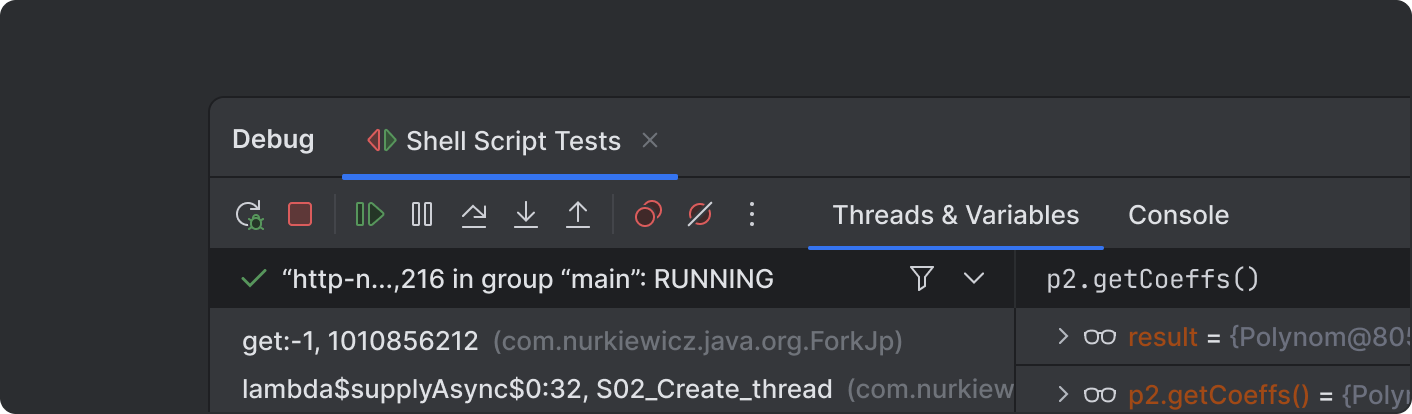 Debug
Shell Script Tests
Threads & Variables
Console
“http-n...,216 in group “main”: RUNNING
p2.getCoeffs()
get:-1, 1010856212 (com.nurkiewicz.java.org.ForkJp)
result = {Polynom@805
lambda$supplyAsync$0:32, S02_Create_thread (com.nurkiew
p2.getCoeffs() = {Poly